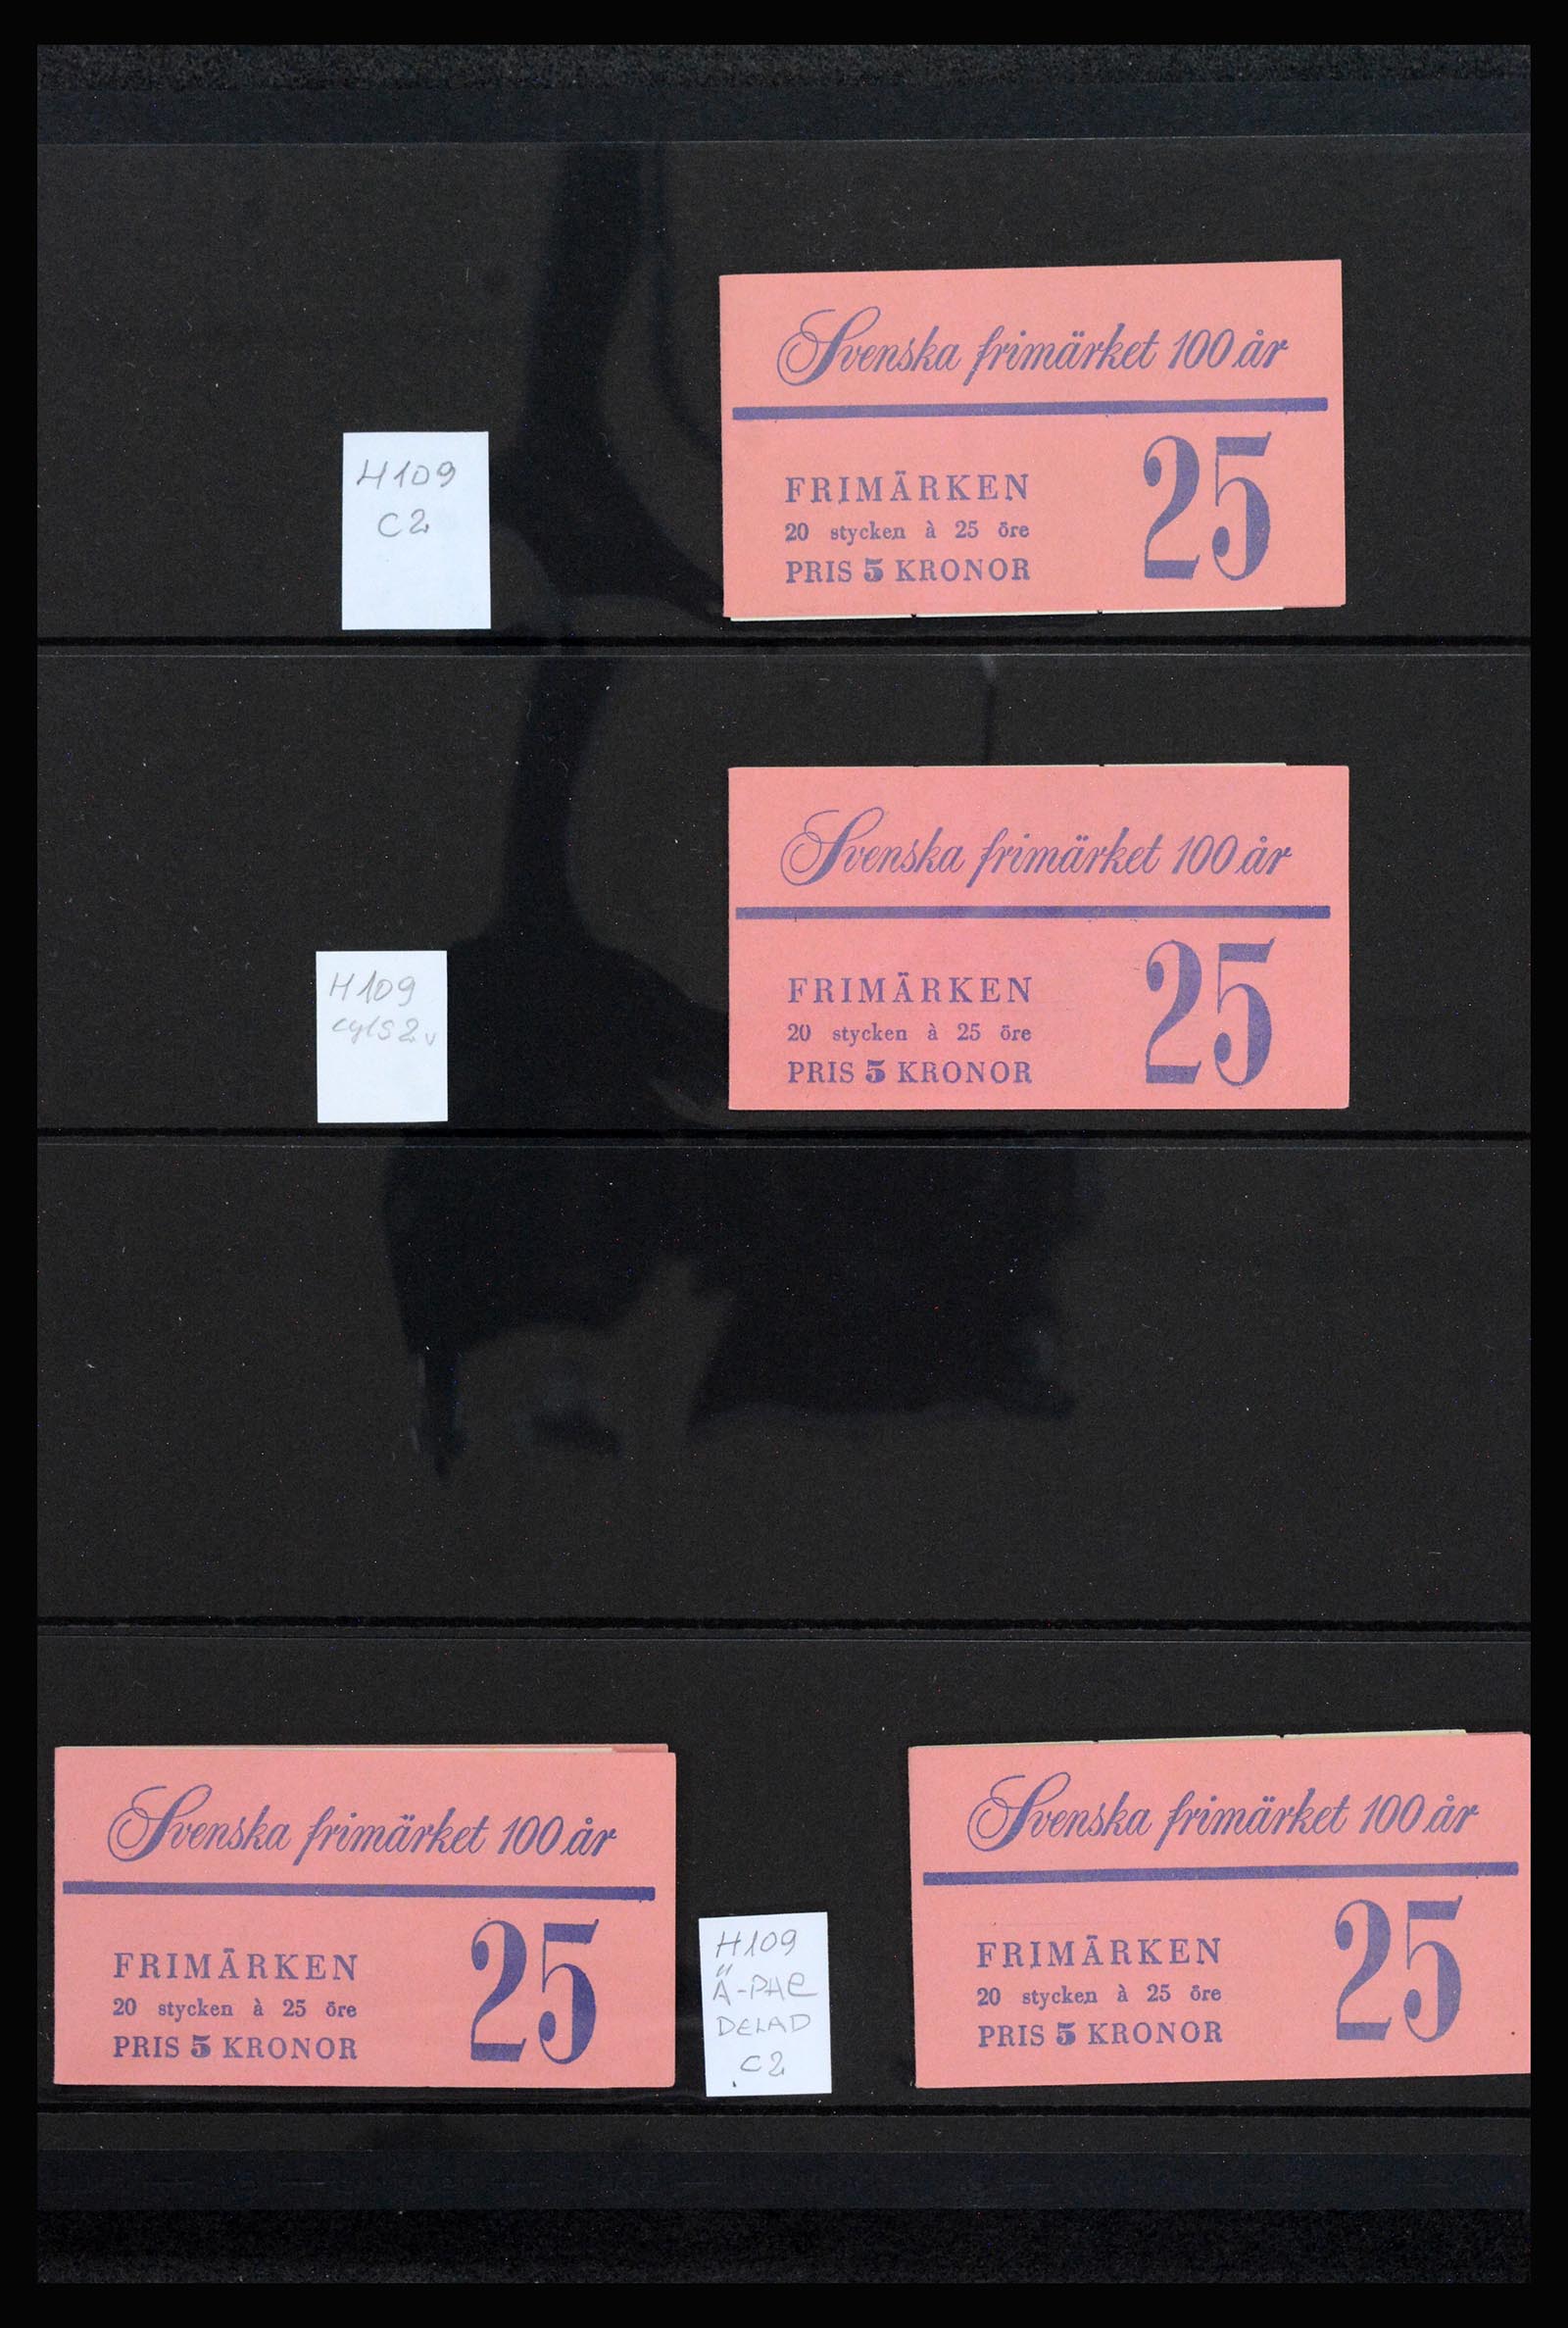 H109
C2
Svenska frimärket 100 år
FRIMÄRKEN
20 stycken à 25 öre
PRIS 5 KRONOR
25
H109
cyls 2 v
Svenska frimärket 100 år
FRIMÄRKEN
20 stycken à 25 öre
PRIS 5 KRONOR
25
Svenska frimärket 100 år
FRIMÄRKEN
20 stycken à 25 öre
PRIS 5 KRONOR
25
H109
DELAD
C2
Svenska frimärket 100 år
FRIMÄRKEN
20 stycken à 25 öre
PRIS 5 KRONOR
25